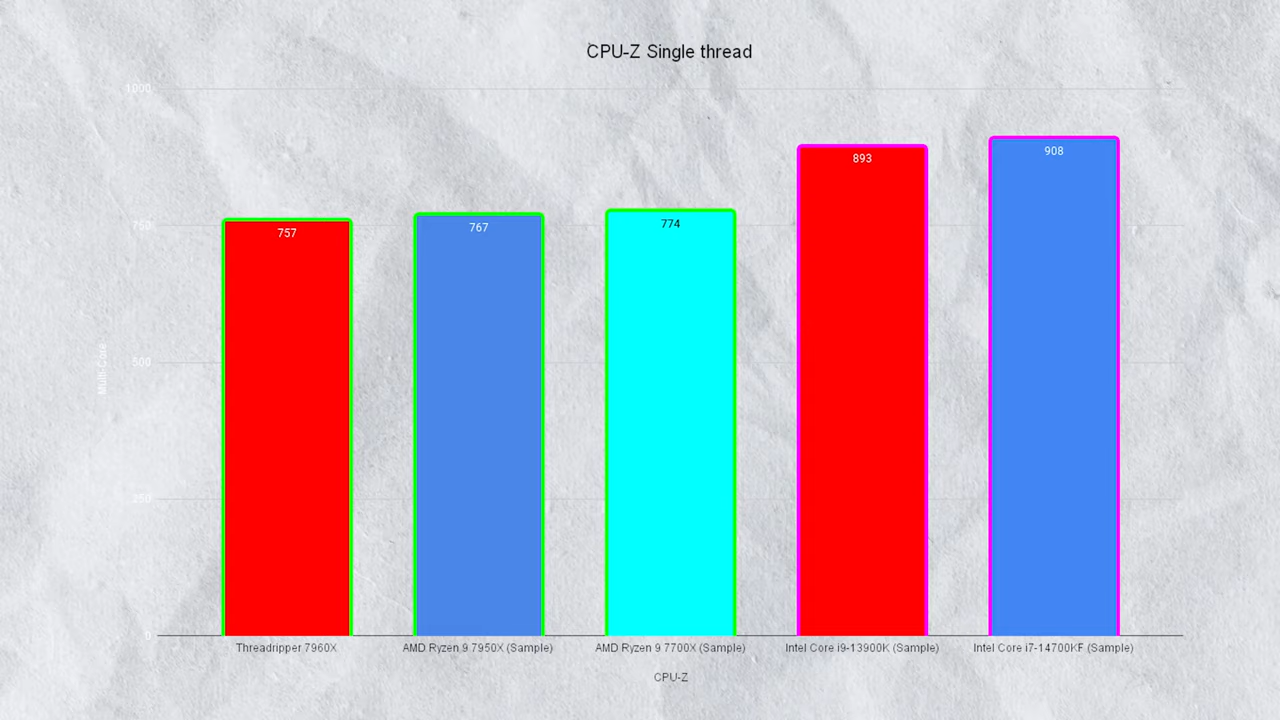 CPU-Z Single thread
1000
750
500
250
0
Multi-Core
757
767
774
893
908
Threadripper 7960X
AMD Ryzen 9 7950X (Sample)
AMD Ryzen 9 7700X (Sample)
Intel Core i9-13900K (Sample)
Intel Core i7-14700KF (Sample)
CPU-Z